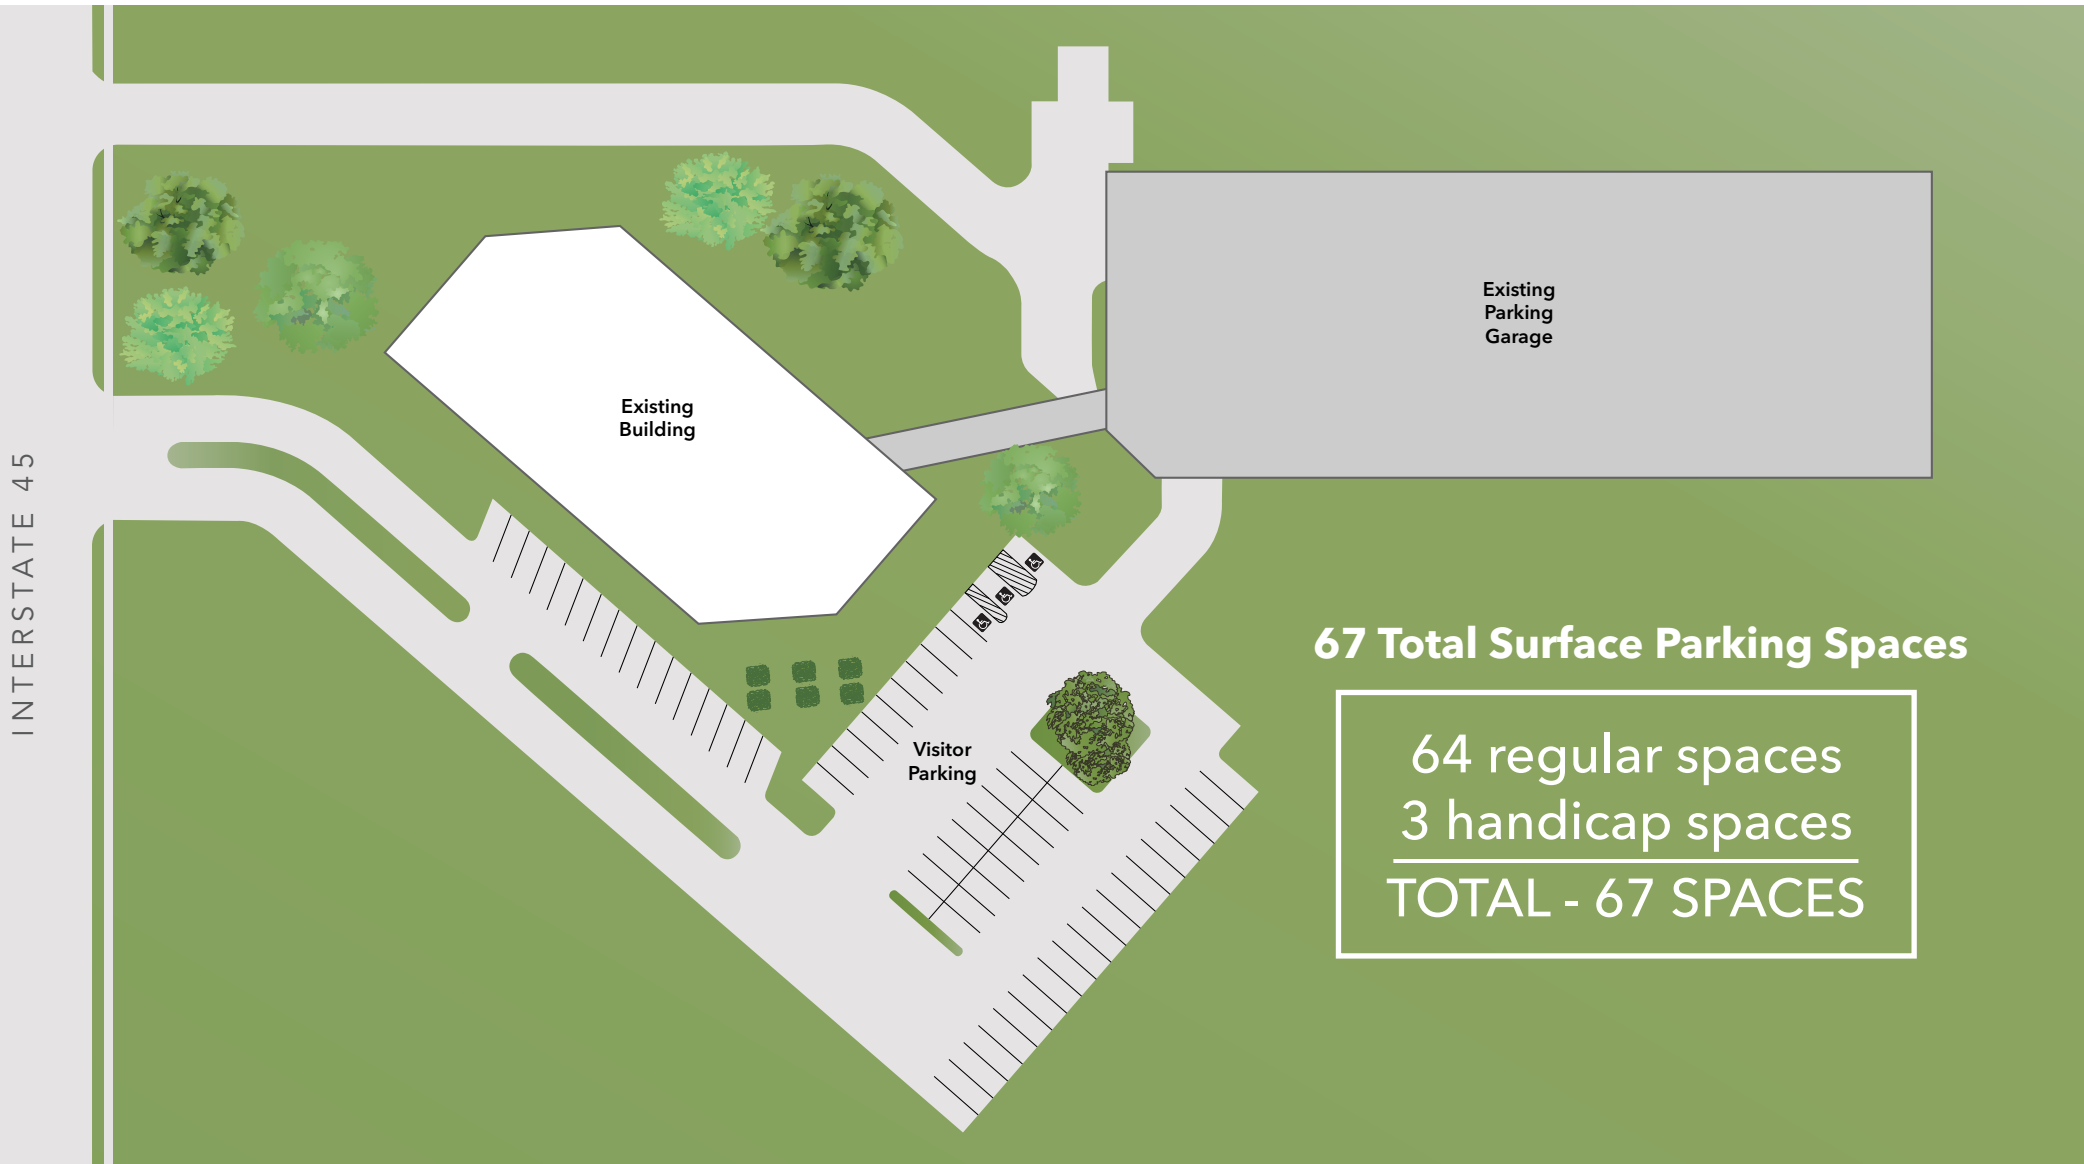 INTERSTATE 45
Existing
Building
Existing
Parking
Garage
Visitor
Parking
67 Total Surface Parking Spaces
64 regular spaces
3 handicap spaces
TOTAL - 67 SPACES